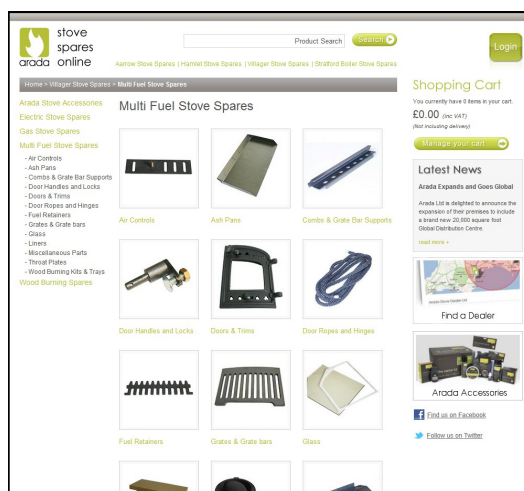 stove
spares
arada online
Product Search
Search
Login
Aarrow Stove Spares | Hamlet Stove Spares | Villager Stove Spares | Stratford Boiler Stove Spares
Home > Villager Stove Spares > Multi Fuel Stove Spares
Arada Stove Accessories
Electric Stove Spares
Gas Stove Spares
Multi Fuel Stove Spares
- Air Controls
- Ash Pans
- Combs & Grate Bar Supports
- Door Handles and Locks
- Doors & Trims
- Door Ropes and Hinges
- Fuel Retainers
- Grates & Grate bars
- Glass
- Liners
- Miscellaneous Parts
- Throat Plates
- Wood Burning Kits & Trays
Wood Burning Spares
Multi Fuel Stove Spares
Air Controls
Ash Pans
Combs & Grate Bar Supports
Door Handles and Locks
Doors & Trims
Door Ropes and Hinges
Fuel Retainers
Grates & Grate bars
Glass
Shopping Cart
You currently have 0 items in your cart.
£0.00 (inc VAT)
(Not including delivery)
Manage your cart
Latest News
Arada Expands and Goes Global
Arada Ltd is delighted to announce the
expansion of their premises to include
a brand new 20,000 square foot
Global Distribution Centre.
read more +
Find a Dealer
Arada Accessories
Find us on Facebook
Follow us on Twitter